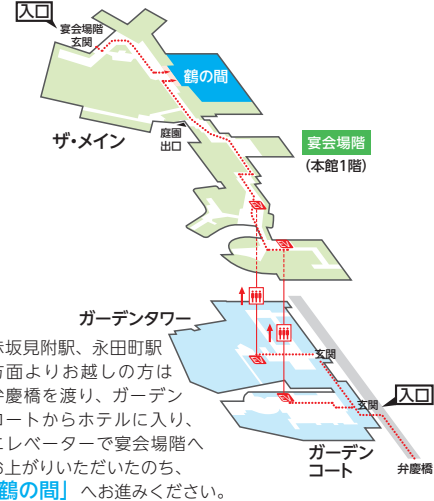 入口
宴会場階
玄関
鶴の間
ザ・メイン
庭園
出口
宴会場階
(本館1階)
ガーデンタワー
玄関
入口
玄関
ガーデン
コート
弁慶橋
赤坂見附駅、永田町駅
方面よりお越しの方は
弁慶橋を渡り、ガーデン
コートからホテルに入り、
エレベーターで宴会場階へ
お上がりいただいたのち、
「鶴の間」へお進みください。